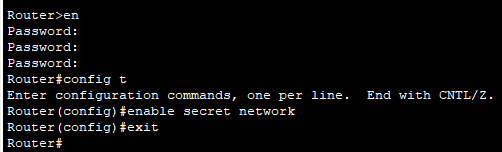 Router>en
Password:
Password:
Password:
Router#config t
Enter configuration commands, one per line.  End with CNTL/Z.
Router(config)#enable secret network
Router(config)#exit
Router#